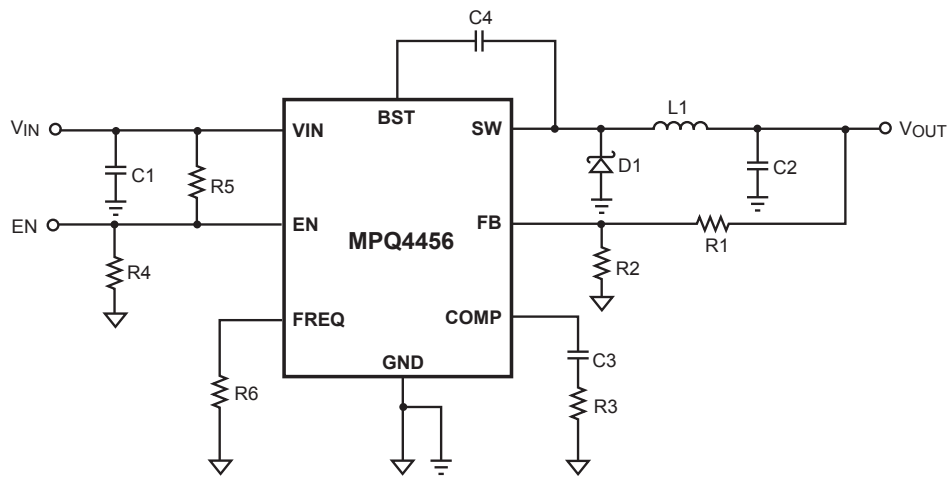 C4
VIN
BST
VIN
SW
L1
VOUT
C1
R5
D1
C2
EN
EN
MPQ4456
FB
R1
R4
R2
FREQ
COMP
C3
GND
R6
R3